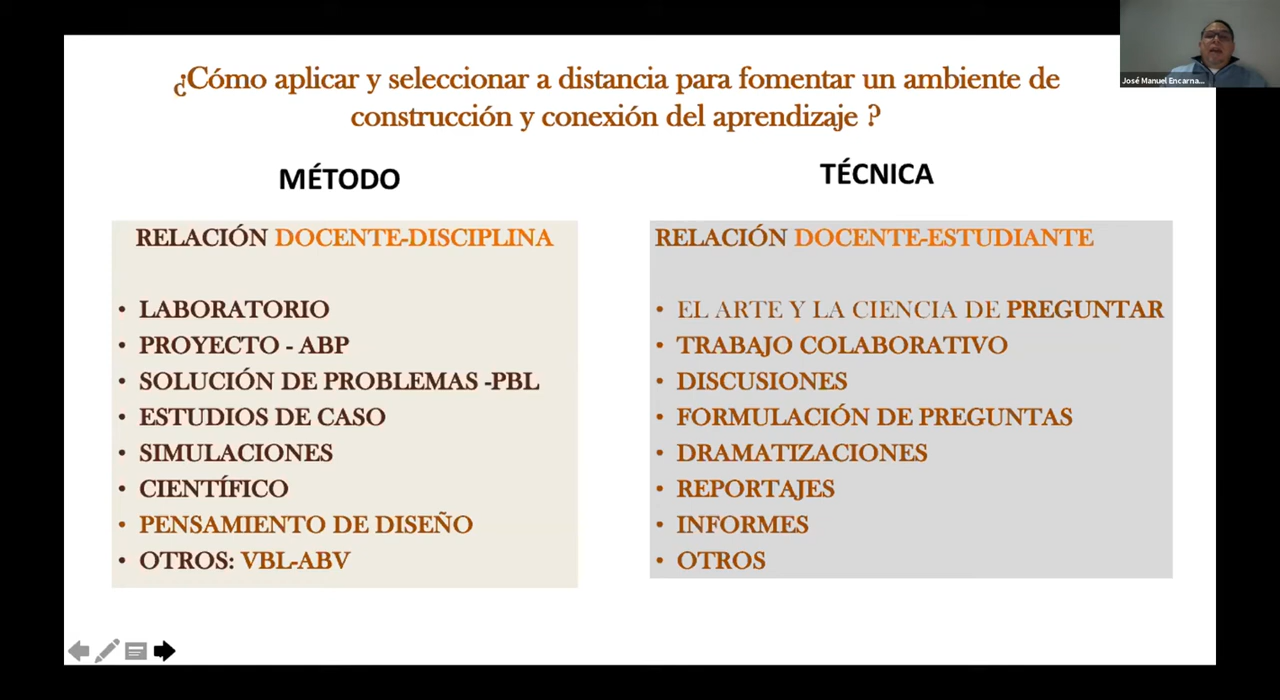 ¿Cómo aplicar y seleccionar a distancia para fomentar un ambiente de
construcción y conexión del aprendizaje ?
MÉTODO
RELACIÓN DOCENTE-DISCIPLINA
• LABORATORIO
• PROYECTO - ABP
• SOLUCIÓN DE PROBLEMAS -PBL
• ESTUDIOS DE CASO
• SIMULACIONES
• CIENTÍFICO
• PENSAMIENTO DE DISEÑO
• OTROS: VBL-ABV
TÉCNICA
RELACIÓN DOCENTE-ESTUDIANTE
• EL ARTE Y LA CIENCIA DE PREGUNTAR
• TRABAJO COLABORATIVO
• DISCUSIONES
• FORMULACIÓN DE PREGUNTAS
• DRAMATIZACIONES
• REPORTAJES
• INFORMES
• OTROS
José Manuel Encarna...